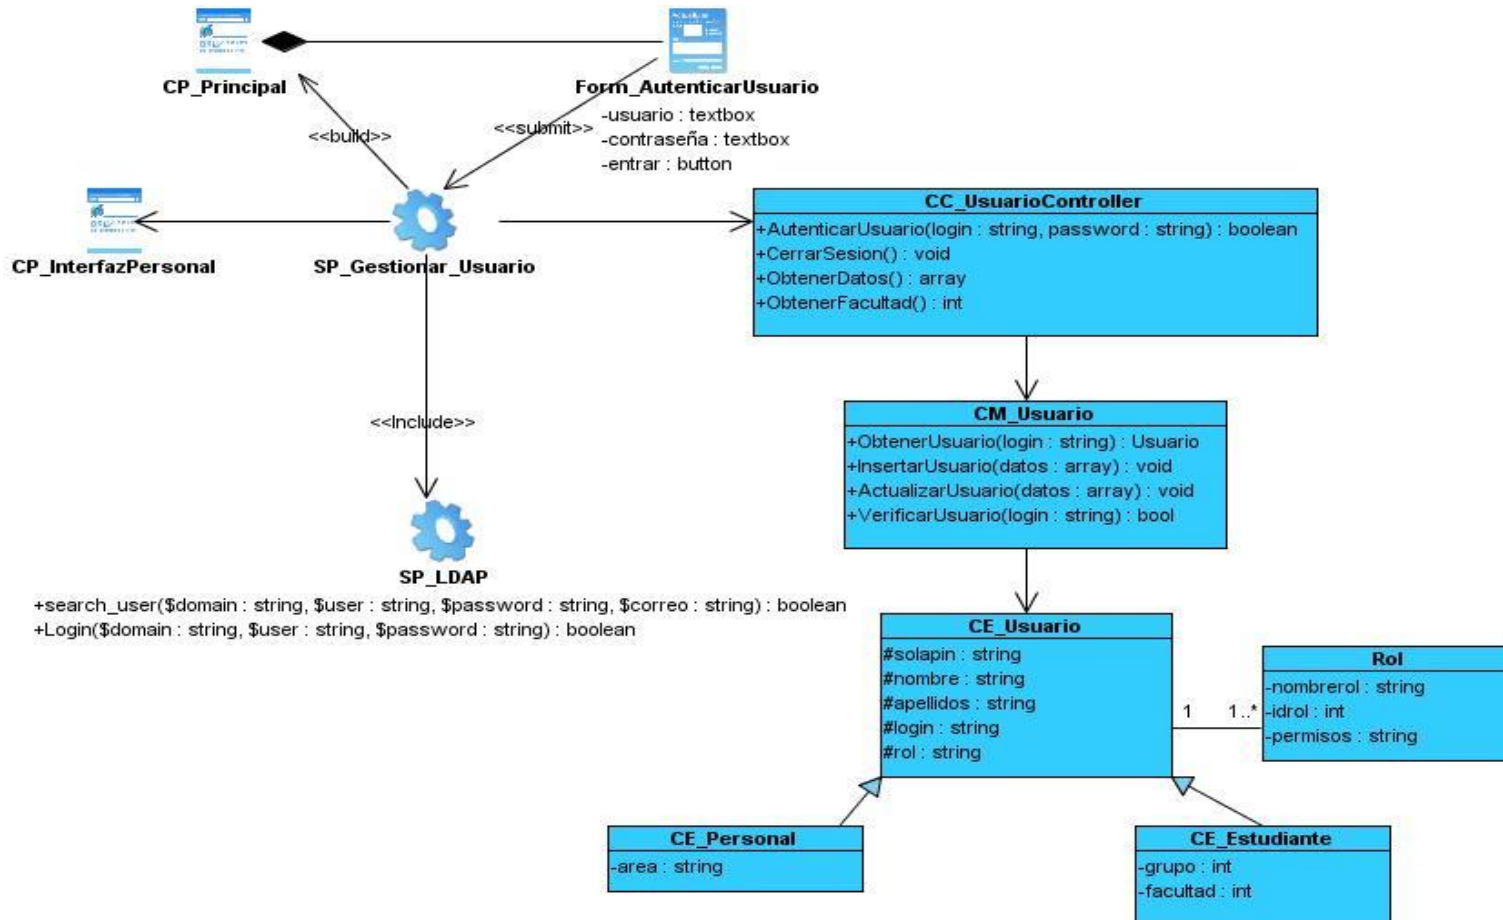 CP_Principal
Form_AutenticarUsuario
-usuario : textbox
-contraseña : textbox
-entrar : button
<<build>>
<<submit>>
CP_InterfazPersonal
SP_Gestionar_Usuario
CC_UsuarioController
+AutenticarUsuario(login : string, password : string) : boolean
+CerrarSesion() : void
+ObtenerDatos() : array
+ObtenerFacultad() : int
<<Include>>
CM_Usuario
+ObtenerUsuario(login : string) : Usuario
+InsertarUsuario(datos : array) : void
+ActualizarUsuario(datos : array) : void
+VerificarUsuario(login : string) : bool
SP_LDAP
+search_user($domain : string, $user : string, $password : string, $correo : string) : boolean
+Login($domain : string, $user : string, $password : string) : boolean
CE_Usuario
#solapin : string
#nombre : string
#apellidos : string
#login : string
#rol : string
1 1..*
Rol
-nombrerol : string
-idrol : int
-permisos : string
CE_Personal
-area : string
CE_Estudiante
-grupo : int
-facultad : int